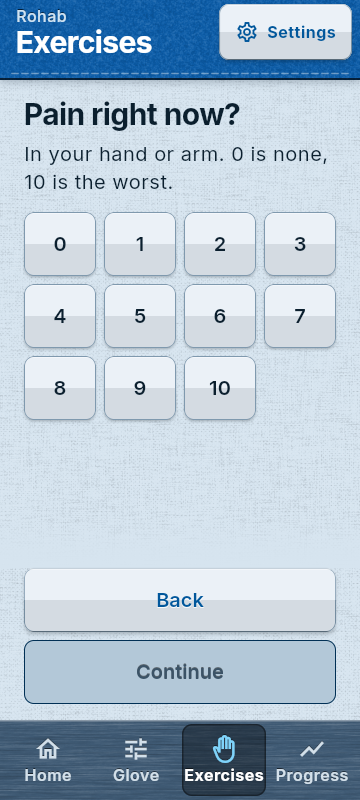 Rohab
Exercises
Settings
Pain right now?
In your hand or arm. 0 is none,
10 is the worst.
0 1 2 3
4 5 6 7
8 9 10
Back
Continue
Home Glove Exercises Progress